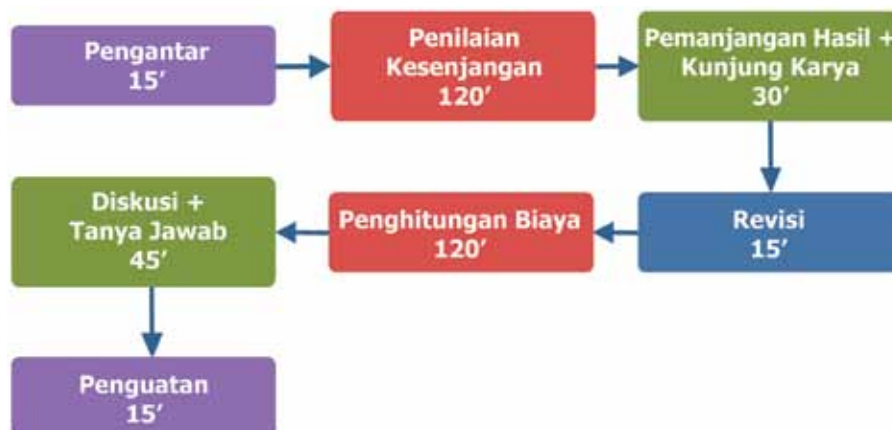 Pengantar
15’
Penilaian
Kesenjangan
120’
Pemanjangan Hasil +
Kunjung Karya
30’
Revisi
15’
Penghitungan Biaya
120’
Diskusi +
Tanya Jawab
45’
Penguatan
15’